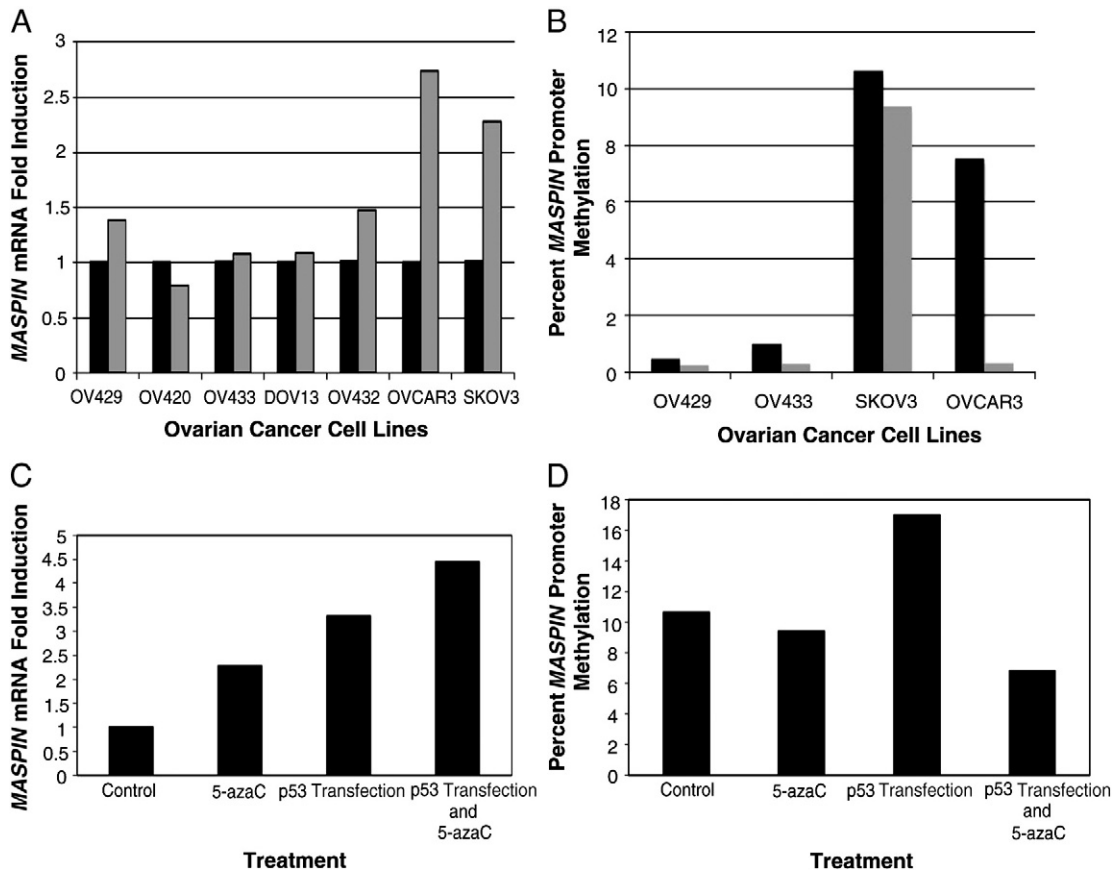 A
MASPIN mRNA Fold Induction
3
2.5
2
1.5
1
0.5
0
OV429 OV420 OV433 DOV13 OV432 OVCAR3 SKOV3
Ovarian Cancer Cell Lines
B
Percent MASPIN Promoter
Methylation
12
10
8
6
4
2
0
OV429 OV433 SKOV3 OVCAR3
Ovarian Cancer Cell Lines
C
MASPIN mRNA Fold Induction
5
4.5
4
3.5
3
2.5
2
1.5
1
0.5
0
Control 5-azaC p53 Transfection p53 Transfection
and
5-azaC
Treatment
D
Percent MASPIN Promoter
Methylation
18
16
14
12
10
8
6
4
2
0
Control 5-azaC p53 Transfection p53 Transfection
and
5-azaC
Treatment